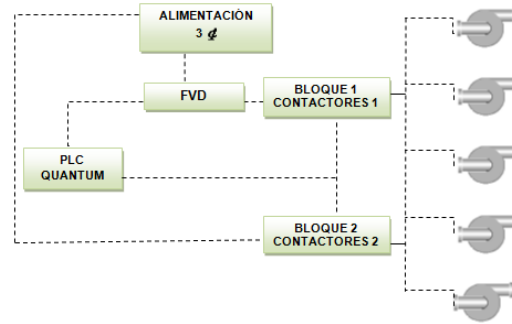 ALIMENTACIÓN
3 ₡
FVD
BLOQUE 1
CONTACTORES 1
PLC
QUANTUM
BLOQUE 2
CONTACTORES 2